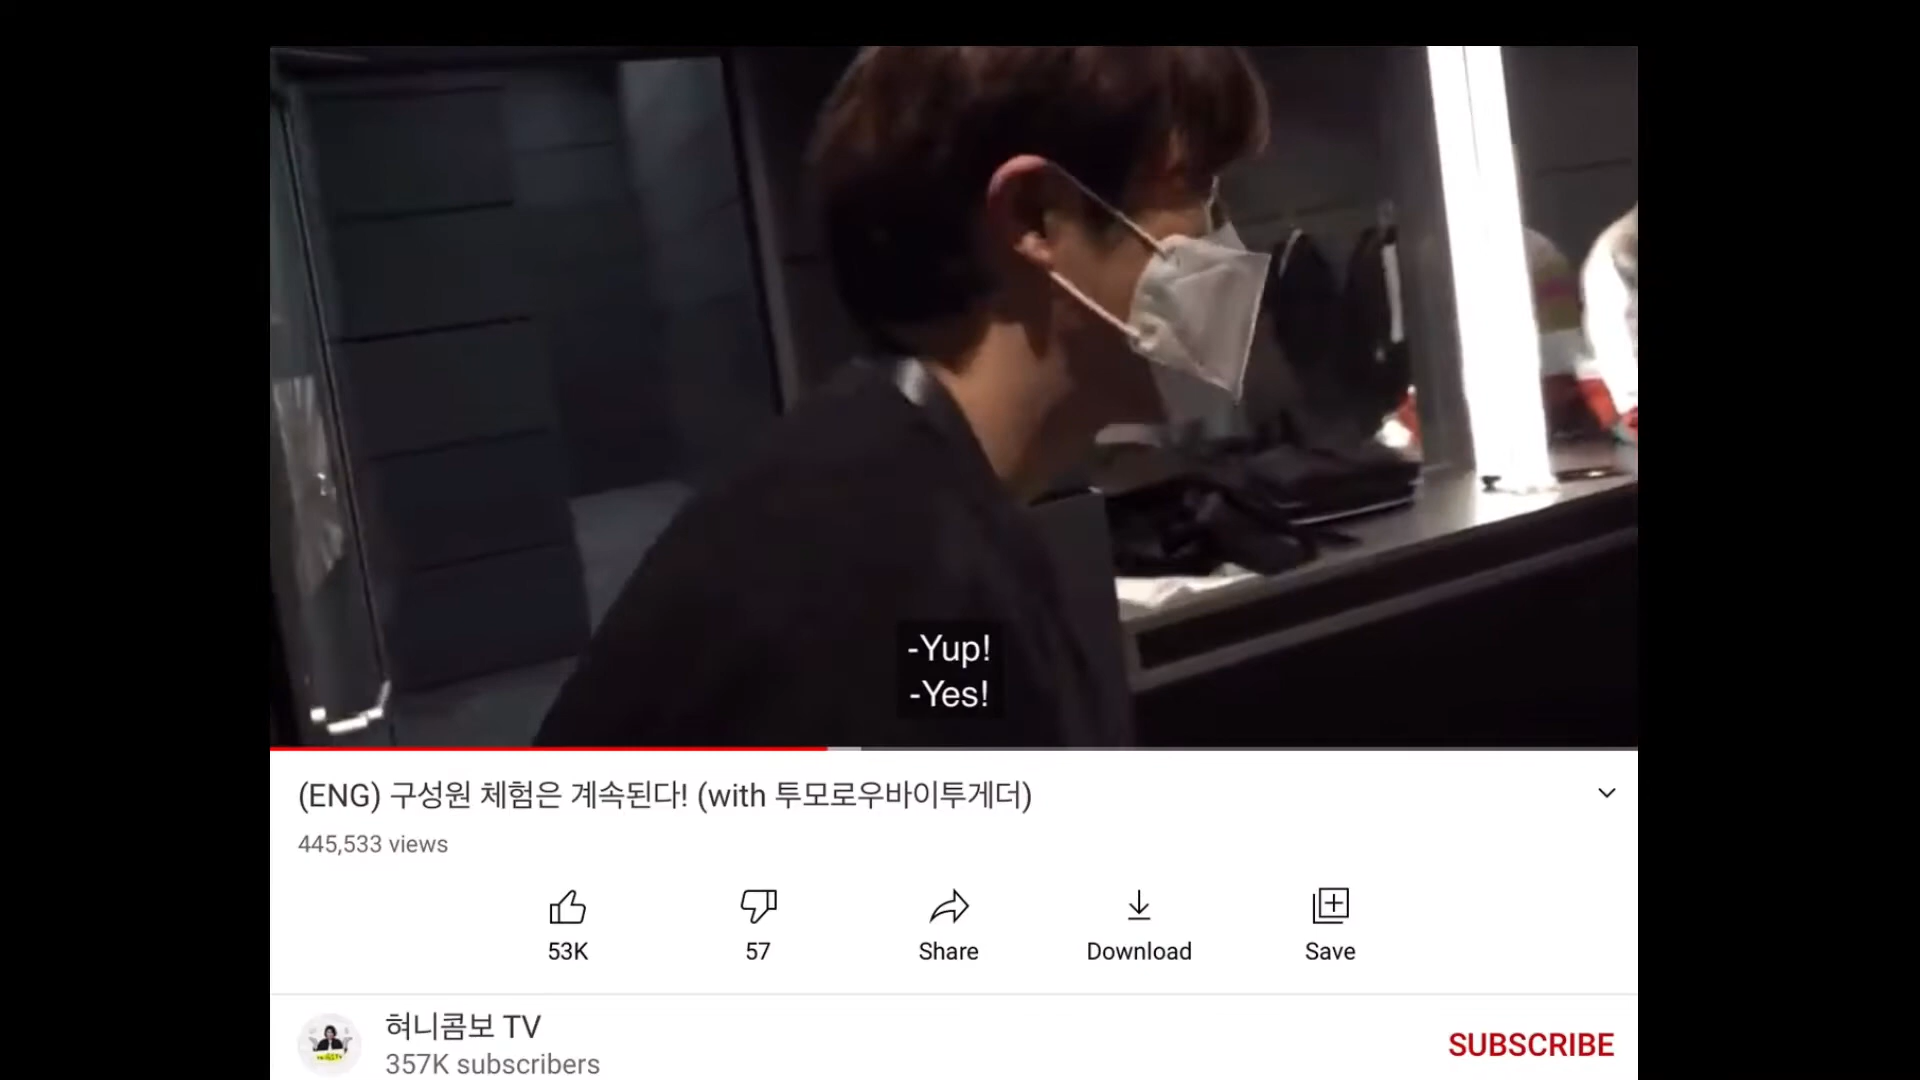 -Yup!
-Yes!
(ENG) 구성원 체험은 계속된다! (with 투모로우바이투게더)
445,533 views
53K
57
Share
Download
Save
혀니콤보 TV
357K subscribers
SUBSCRIBE